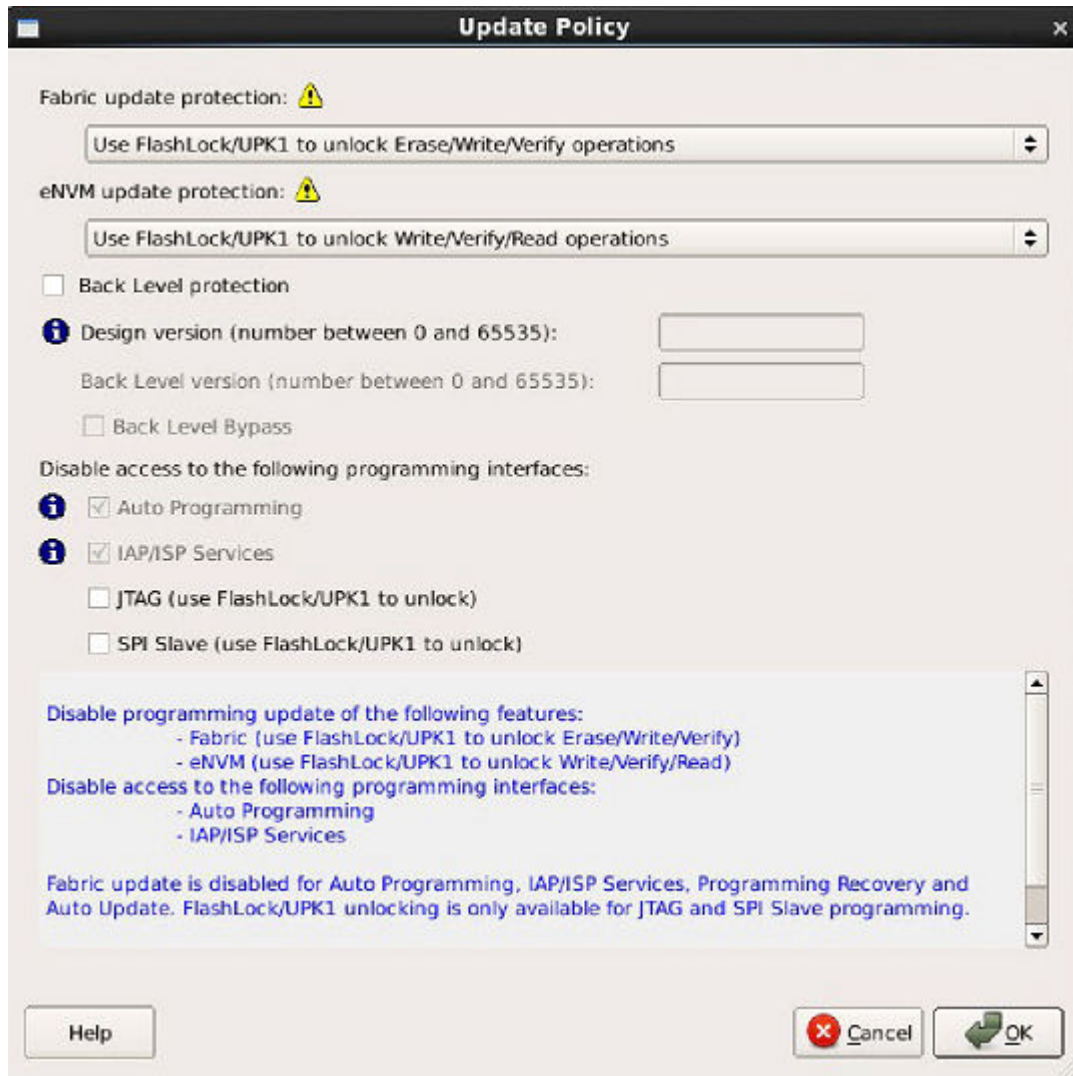 Update Policy
Fabric update protection:
Use FlashLock/UPK1 to unlock Erase/Write/Verify operations
eNVM update protection:
Use FlashLock/UPK1 to unlock Write/Verify/Read operations
Back Level protection
Design version (number between 0 and 65535):
Back Level version (number between 0 and 65535):
Back Level Bypass
Disable access to the following programming interfaces:
Auto Programming
IAP/ISP Services
JTAG (use FlashLock/UPK1 to unlock)
SPI Slave (use FlashLock/UPK1 to unlock)
Disable programming update of the following features:
- Fabric (use FlashLock/UPK1 to unlock Erase/Write/Verify)
- eNVM (use FlashLock/UPK1 to unlock Write/Verify/Read)
Disable access to the following programming interfaces:
- Auto Programming
- IAP/ISP Services
Fabric update is disabled for Auto Programming, IAP/ISP Services, Programming Recovery and
Auto Update. FlashLock/UPK1 unlocking is only available for JTAG and SPI Slave programming.
Help Cancel OK